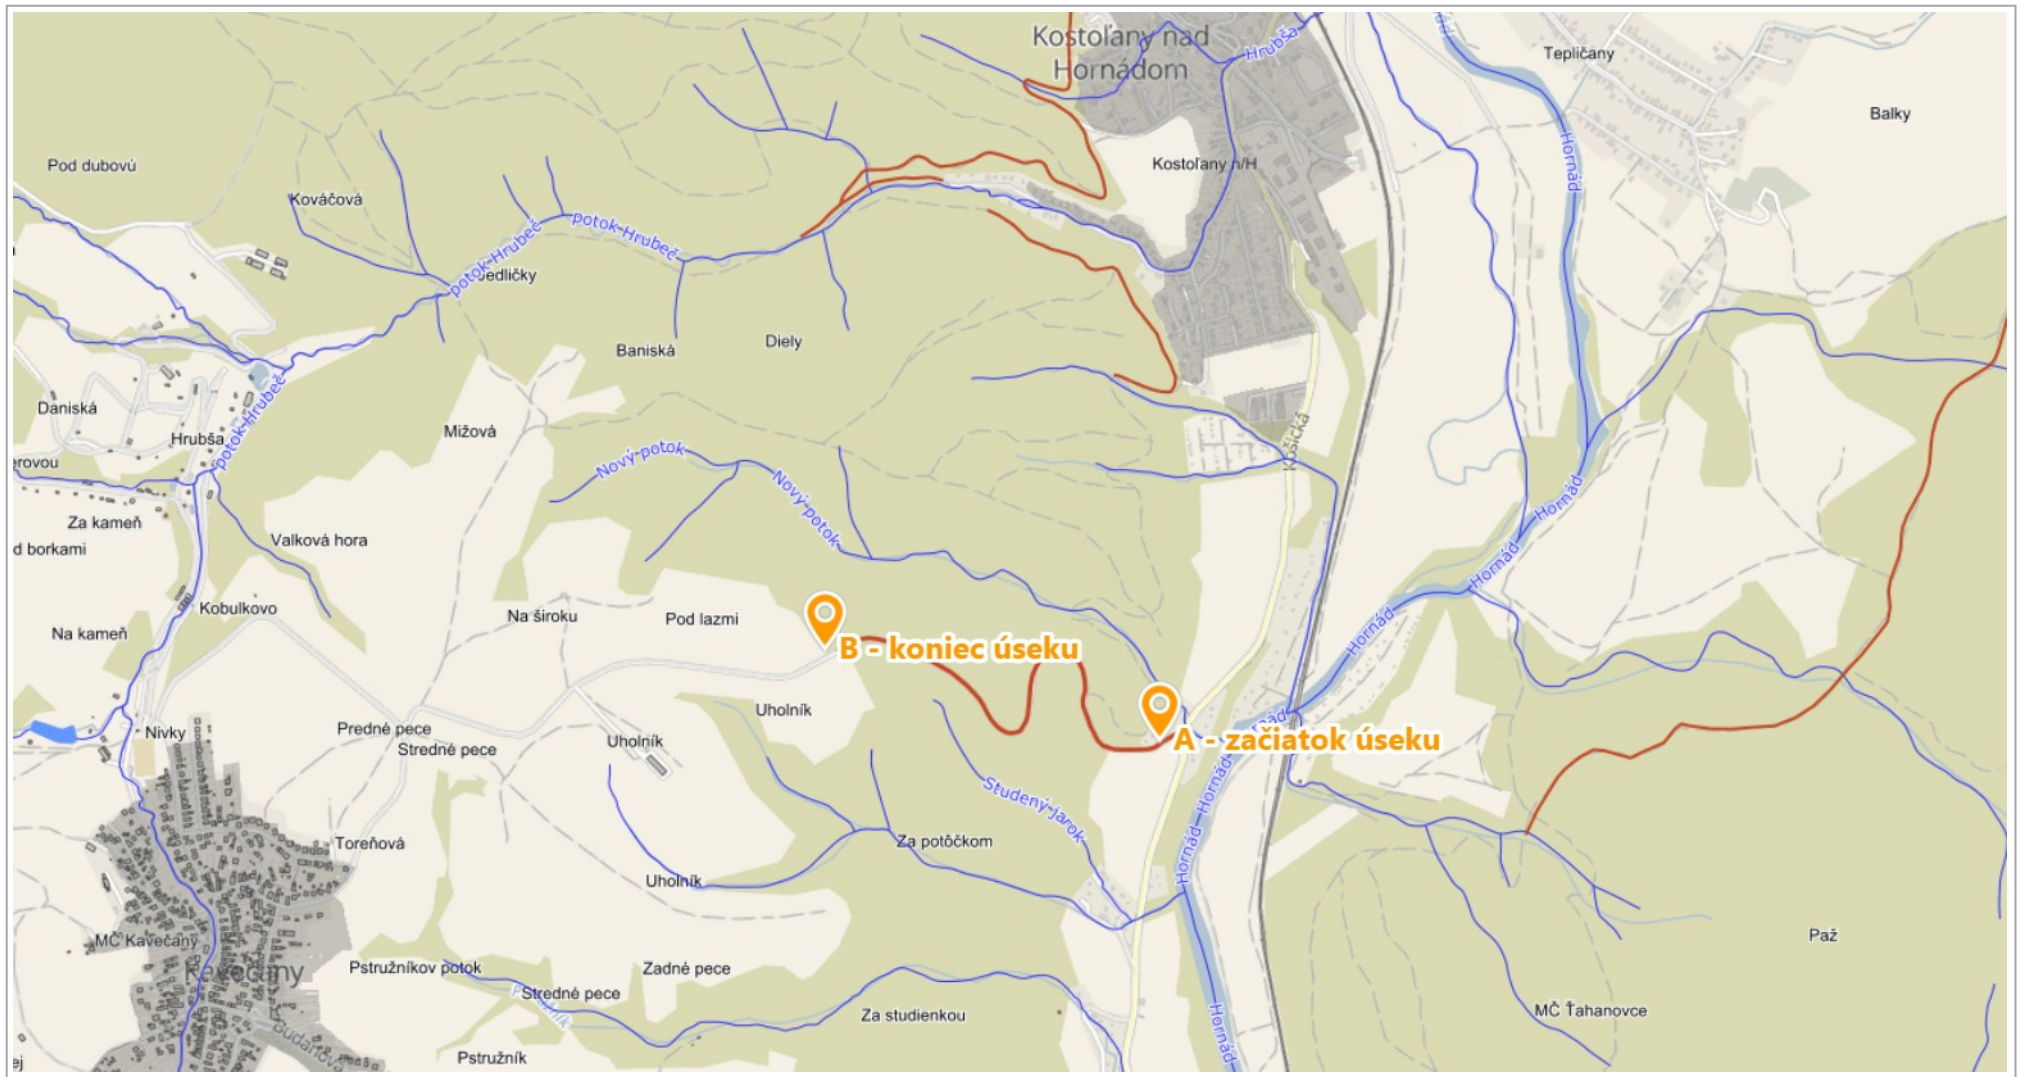 Kostoľany nad
Hornádom
Hrubša
Tepličany
Balky
Pod dubovú
Kováčová
Kostoľany n/H
Hornád
potok Hrubeč
potok Hrubeč
Jedličky
Baniská
Diely
Daniská
Hrubša
potok Hrubeč
Mižová
Košická
erovou
Nový potok
Nový potok
Hornád
Za kameň
d borkami
Valková hora
Hornád
Na kameň
Kobulkovo
Na široku
Pod lazmi
Hornád
B - koniec úseku
Uholník
Nivky
Predné pece
Stredné pece
Uholník
A - začiatok úseku
Studený jarok
Hornád
Hornád
Toreňová
Za potôčkom
Uholník
MČ Kavečany
Kavečany
Pstružníkov potok
Zadné pece
Stredné pece
Paž
Za studienkou
MČ Ťahanovce
Hornád
Pstružník
ej